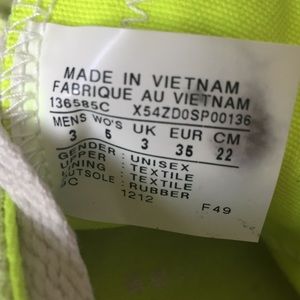 MADE IN VIETNAM
FABRIQUE AU VIETNAM
136585C X54ZD0SP00136
MENS WO'S UK EUR CM
3 5 3 35 22
GENDER : UNISEX
UPPER : TEXTILE
LINING : TEXTILE
OUTSOLE : RUBBER
SC 1212 F49